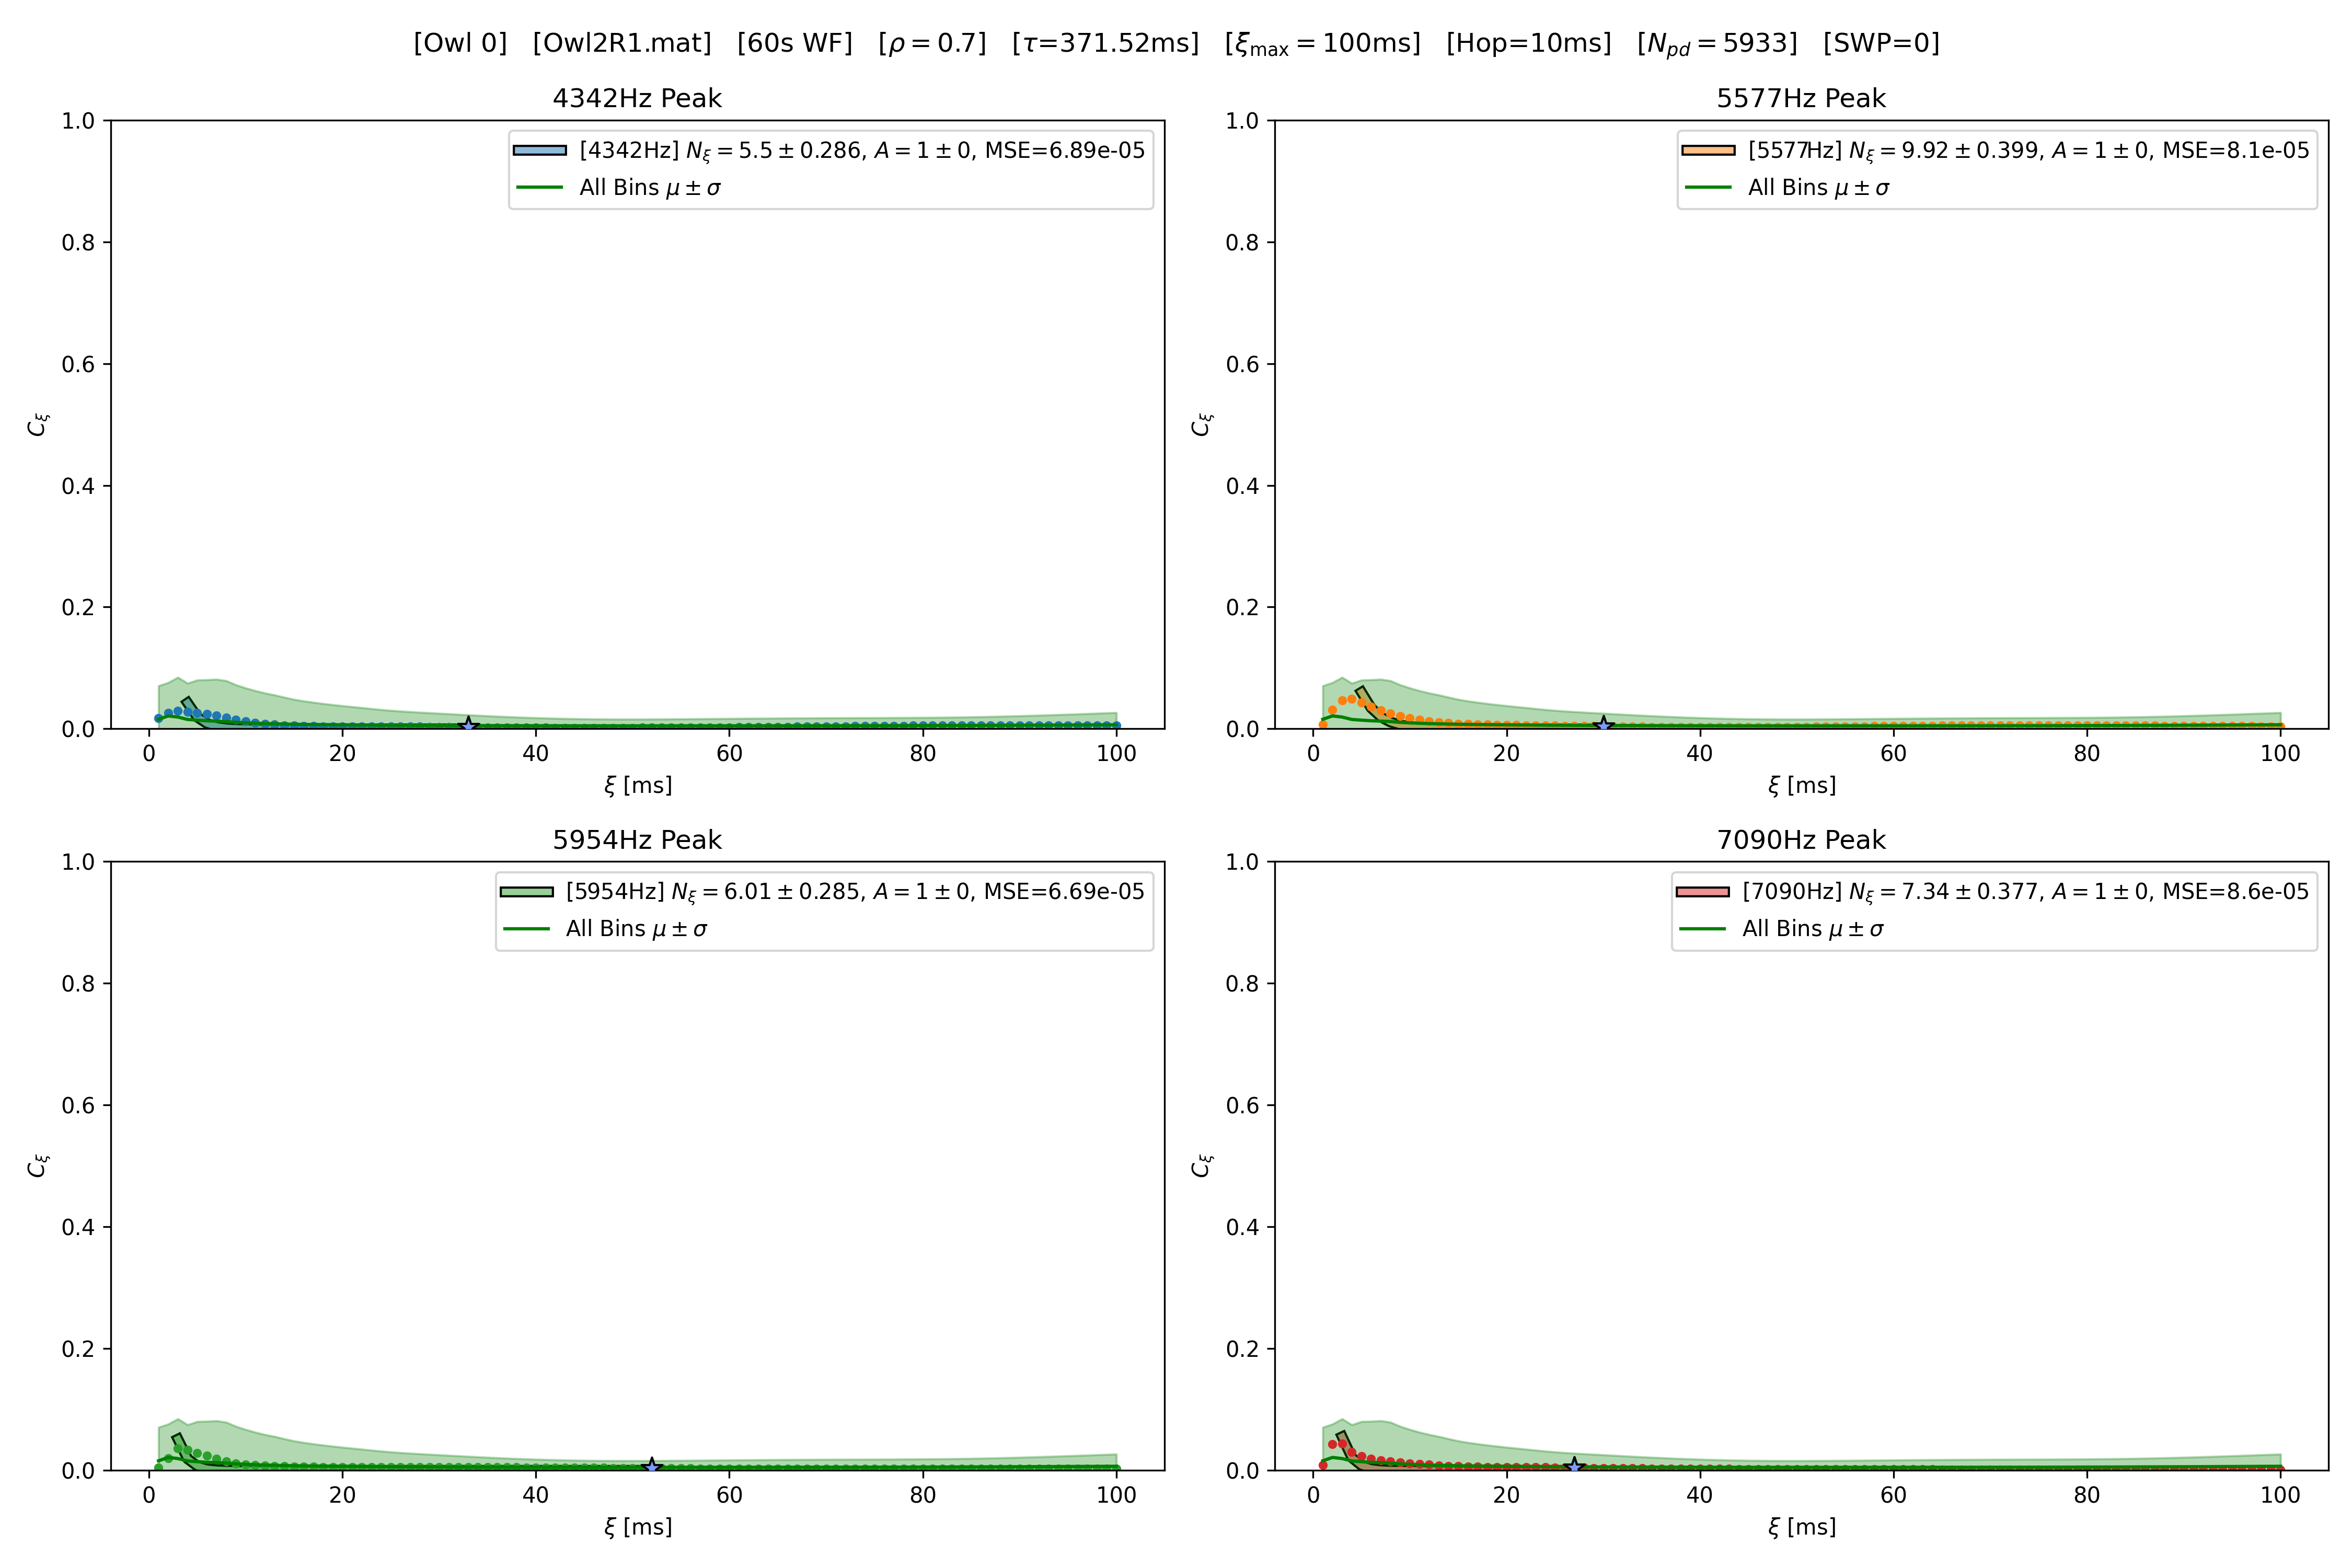 [Owl 0] [Owl2R1.mat] [60s WF] [ρ = 0.7] [τ=371.52ms] [ξmax = 100ms] [Hop=10ms] [Npd = 5933] [SWP=0]
4342Hz Peak
[4342Hz] Nξ = 5.5 ± 0.286, A = 1 ± 0, MSE=6.89e-05
All Bins μ ± σ
1.0
0.8
0.6
0.4
0.2
0.0
Cξ
0 20 40 60 80 100
ξ [ms]
5577Hz Peak
[5577Hz] Nξ = 9.92 ± 0.399, A = 1 ± 0, MSE=8.1e-05
All Bins μ ± σ
1.0
0.8
0.6
0.4
0.2
0.0
Cξ
0 20 40 60 80 100
ξ [ms]
5954Hz Peak
[5954Hz] Nξ = 6.01 ± 0.285, A = 1 ± 0, MSE=6.69e-05
All Bins μ ± σ
1.0
0.8
0.6
0.4
0.2
0.0
Cξ
0 20 40 60 80 100
ξ [ms]
7090Hz Peak
[7090Hz] Nξ = 7.34 ± 0.377, A = 1 ± 0, MSE=8.6e-05
All Bins μ ± σ
1.0
0.8
0.6
0.4
0.2
0.0
Cξ
0 20 40 60 80 100
ξ [ms]